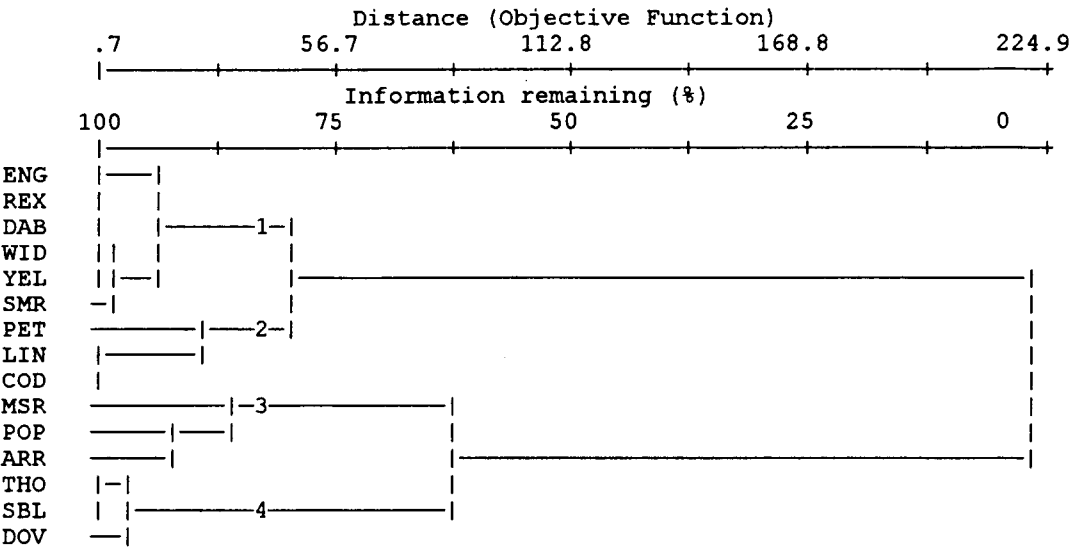 Distance (Objective Function)
.7 56.7 112.8 168.8 224.9
Information remaining (%)
100 75 50 25 0
ENG
REX
DAB 1
WID
YEL
SMR
PET 2
LIN
COD
MSR 3
POP
ARR
THO
SBL 4
DOV